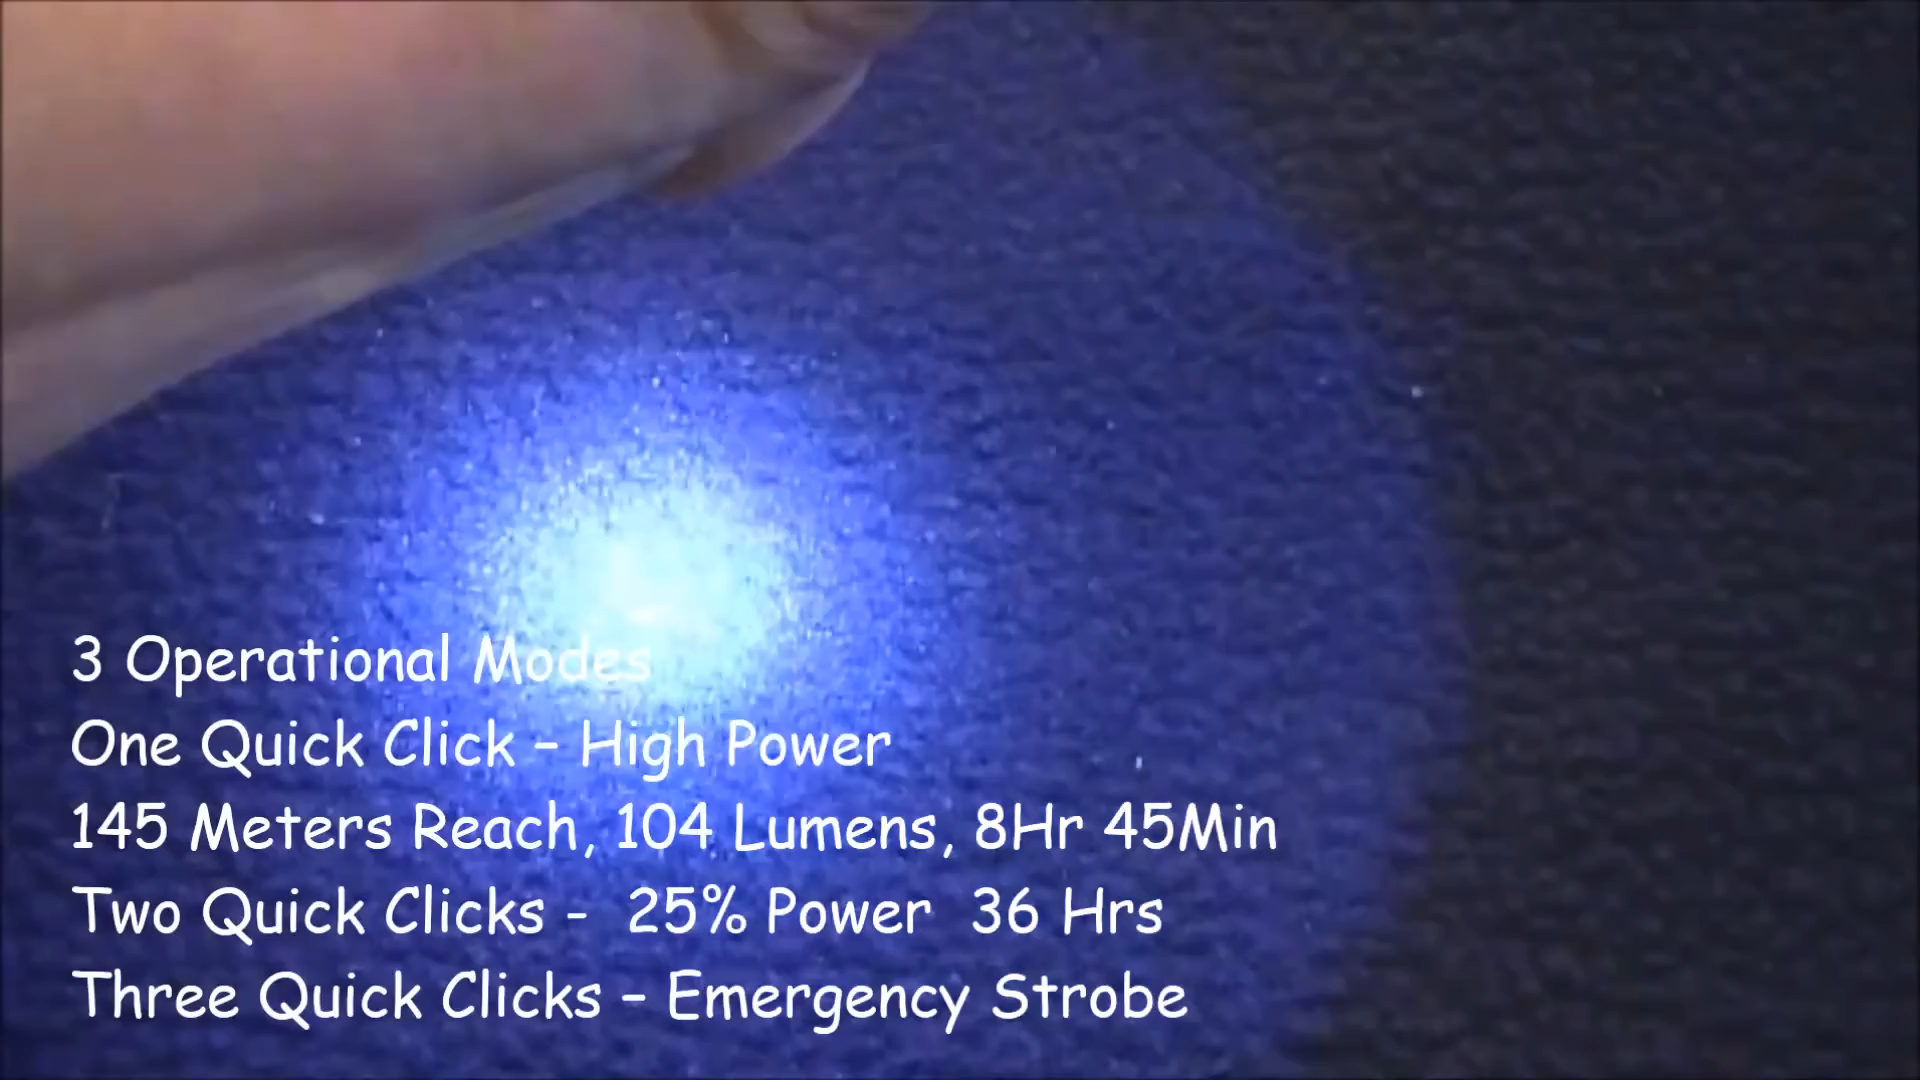 3 Operational Modes
One Quick Click – High Power
145 Meters Reach, 104 Lumens, 8Hr 45Min
Two Quick Clicks -  25% Power  36 Hrs
Three Quick Clicks – Emergency Strobe